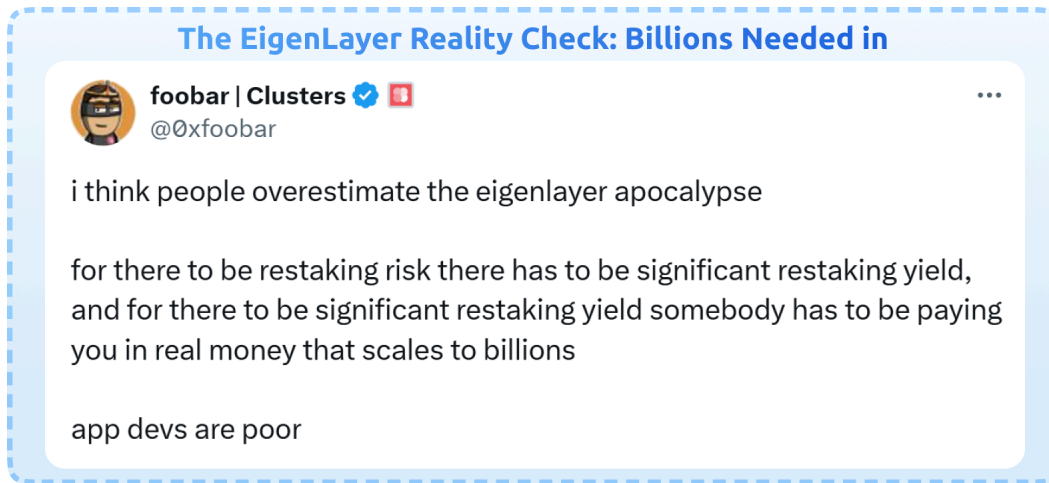 The EigenLayer Reality Check: Billions Needed in
foobar | Clusters
@0xfoobar
i think people overestimate the eigenlayer apocalypse
for there to be restaking risk there has to be significant restaking yield,
and for there to be significant restaking yield somebody has to be paying
you in real money that scales to billions
app devs are poor